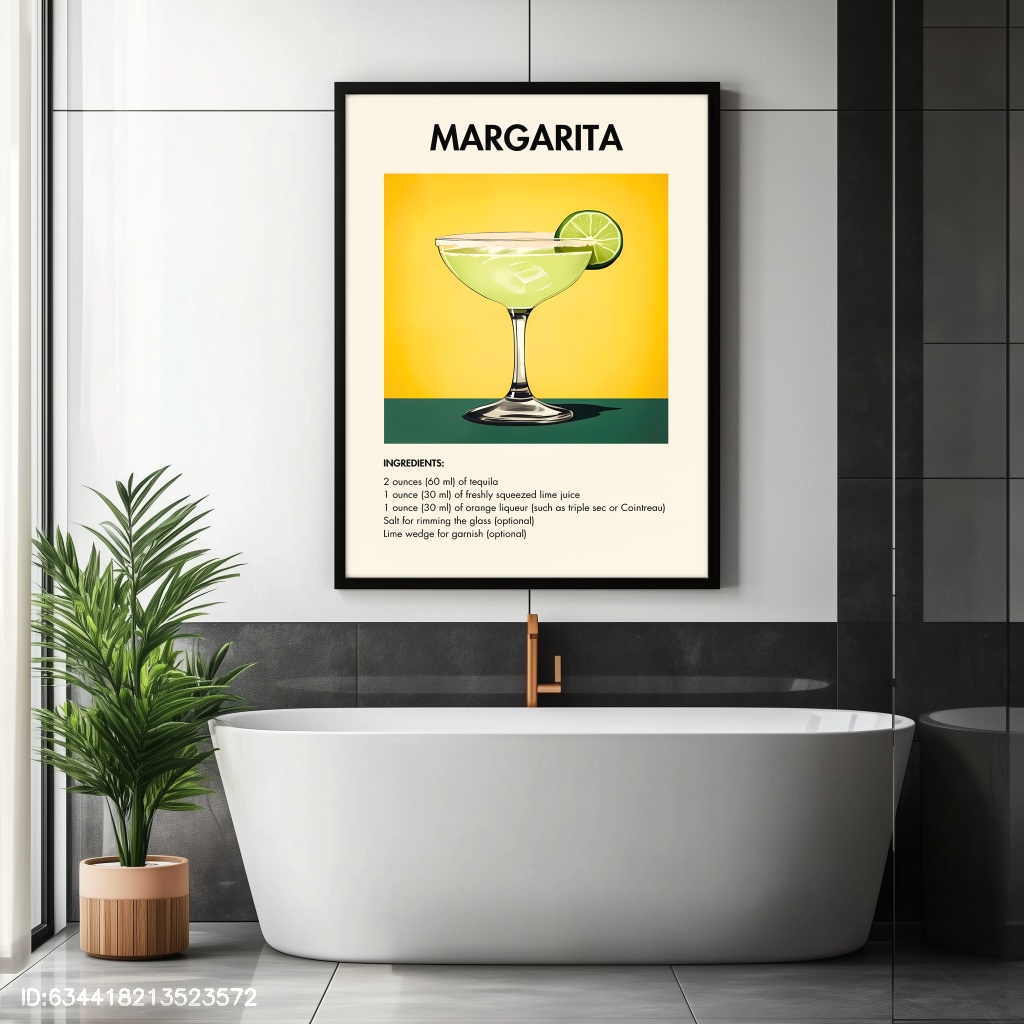 MARGARITA
INGREDIENTS:
2 ounces (60 ml) of tequila
1 ounce (30 ml) of freshly squeezed lime juice
1 ounce (30 ml) of orange liqueur (such as triple sec or Cointreau)
Salt for rimming the glass (optional)
Lime wedge for garnish (optional)
ID:634418213523572